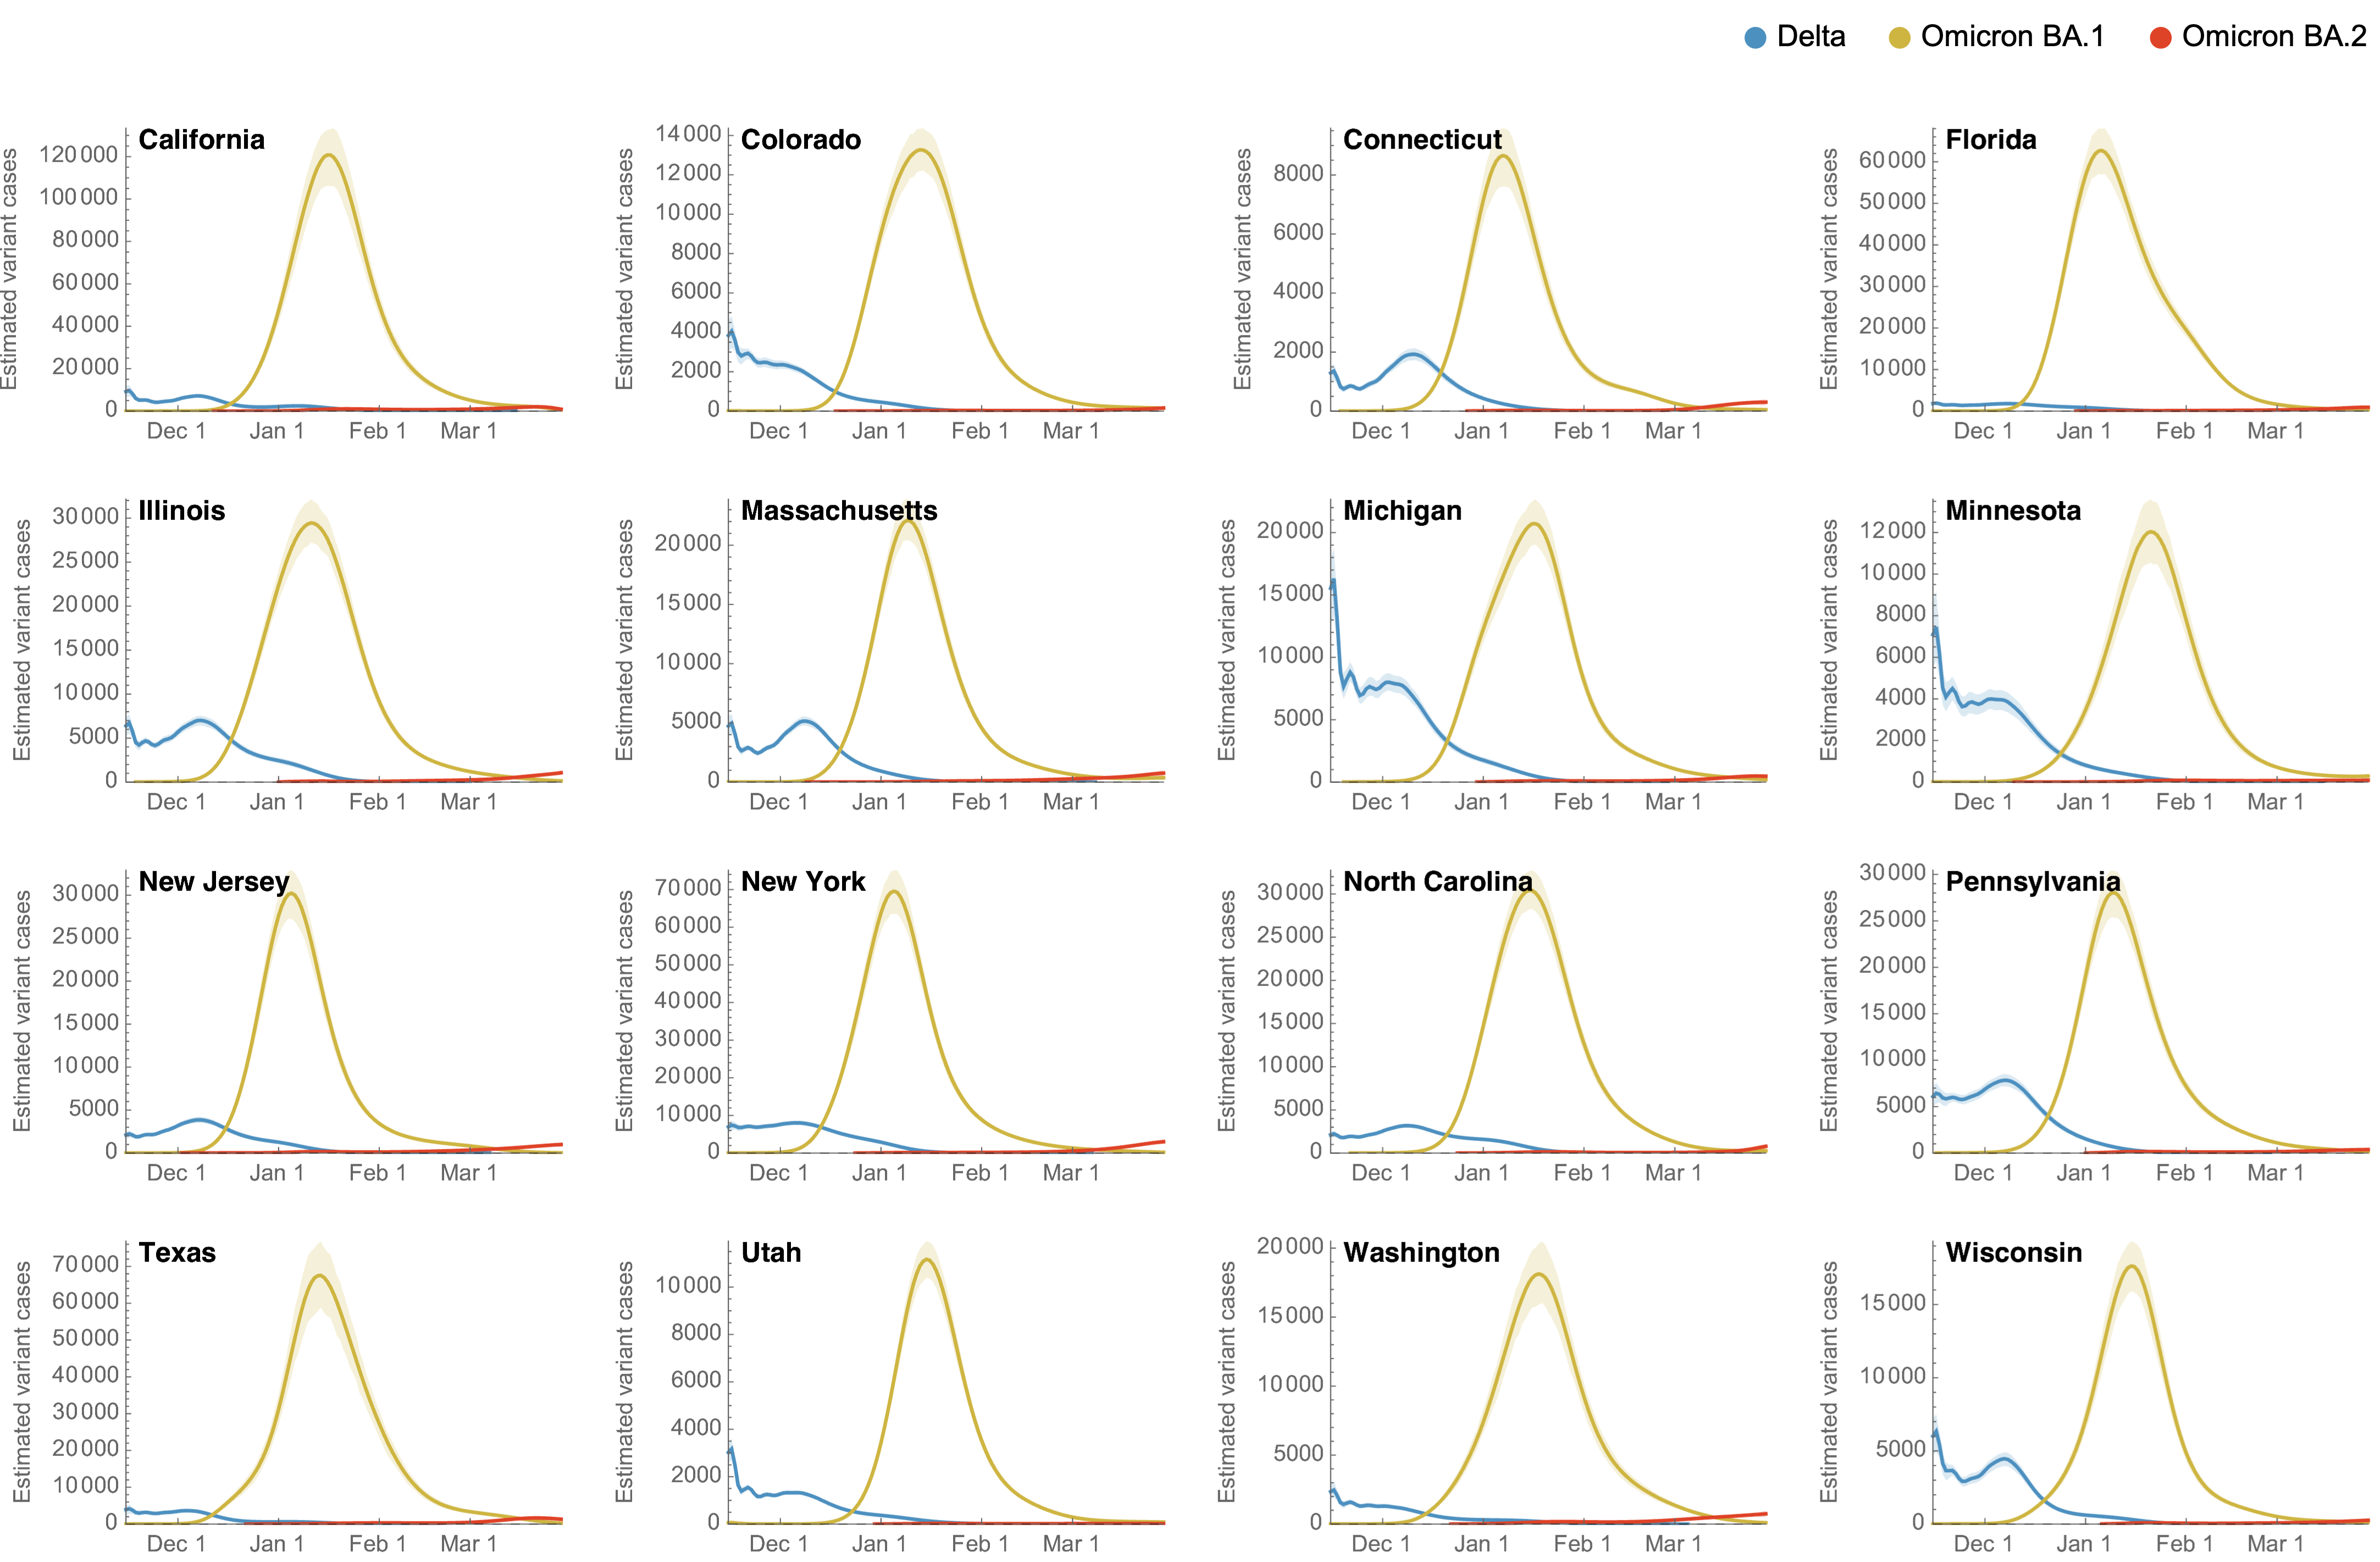 Delta Omicron BA.1 Omicron BA.2
California
Estimated variant cases
120 000
100 000
80 000
60 000
40 000
20 000
0
Dec 1 Jan 1 Feb 1 Mar 1
Colorado
Estimated variant cases
14 000
12 000
10 000
8000
6000
4000
2000
0
Dec 1 Jan 1 Feb 1 Mar 1
Connecticut
Estimated variant cases
8000
6000
4000
2000
0
Dec 1 Jan 1 Feb 1 Mar 1
Florida
Estimated variant cases
60 000
50 000
40 000
30 000
20 000
10 000
0
Dec 1 Jan 1 Feb 1 Mar 1
Illinois
Estimated variant cases
30 000
25 000
20 000
15 000
10 000
5000
0
Dec 1 Jan 1 Feb 1 Mar 1
Massachusetts
Estimated variant cases
20 000
15 000
10 000
5000
0
Dec 1 Jan 1 Feb 1 Mar 1
Michigan
Estimated variant cases
20 000
15 000
10 000
5000
0
Dec 1 Jan 1 Feb 1 Mar 1
Minnesota
Estimated variant cases
12 000
10 000
8000
6000
4000
2000
0
Dec 1 Jan 1 Feb 1 Mar 1
New Jersey
Estimated variant cases
30 000
25 000
20 000
15 000
10 000
5000
0
Dec 1 Jan 1 Feb 1 Mar 1
New York
Estimated variant cases
70 000
60 000
50 000
40 000
30 000
20 000
10 000
0
Dec 1 Jan 1 Feb 1 Mar 1
North Carolina
Estimated variant cases
30 000
25 000
20 000
15 000
10 000
5000
0
Dec 1 Jan 1 Feb 1 Mar 1
Pennsylvania
Estimated variant cases
30 000
25 000
20 000
15 000
10 000
5000
0
Dec 1 Jan 1 Feb 1 Mar 1
Texas
Estimated variant cases
70 000
60 000
50 000
40 000
30 000
20 000
10 000
0
Dec 1 Jan 1 Feb 1 Mar 1
Utah
Estimated variant cases
10 000
8000
6000
4000
2000
0
Dec 1 Jan 1 Feb 1 Mar 1
Washington
Estimated variant cases
20 000
15 000
10 000
5000
0
Dec 1 Jan 1 Feb 1 Mar 1
Wisconsin
Estimated variant cases
15 000
10 000
5000
0
Dec 1 Jan 1 Feb 1 Mar 1